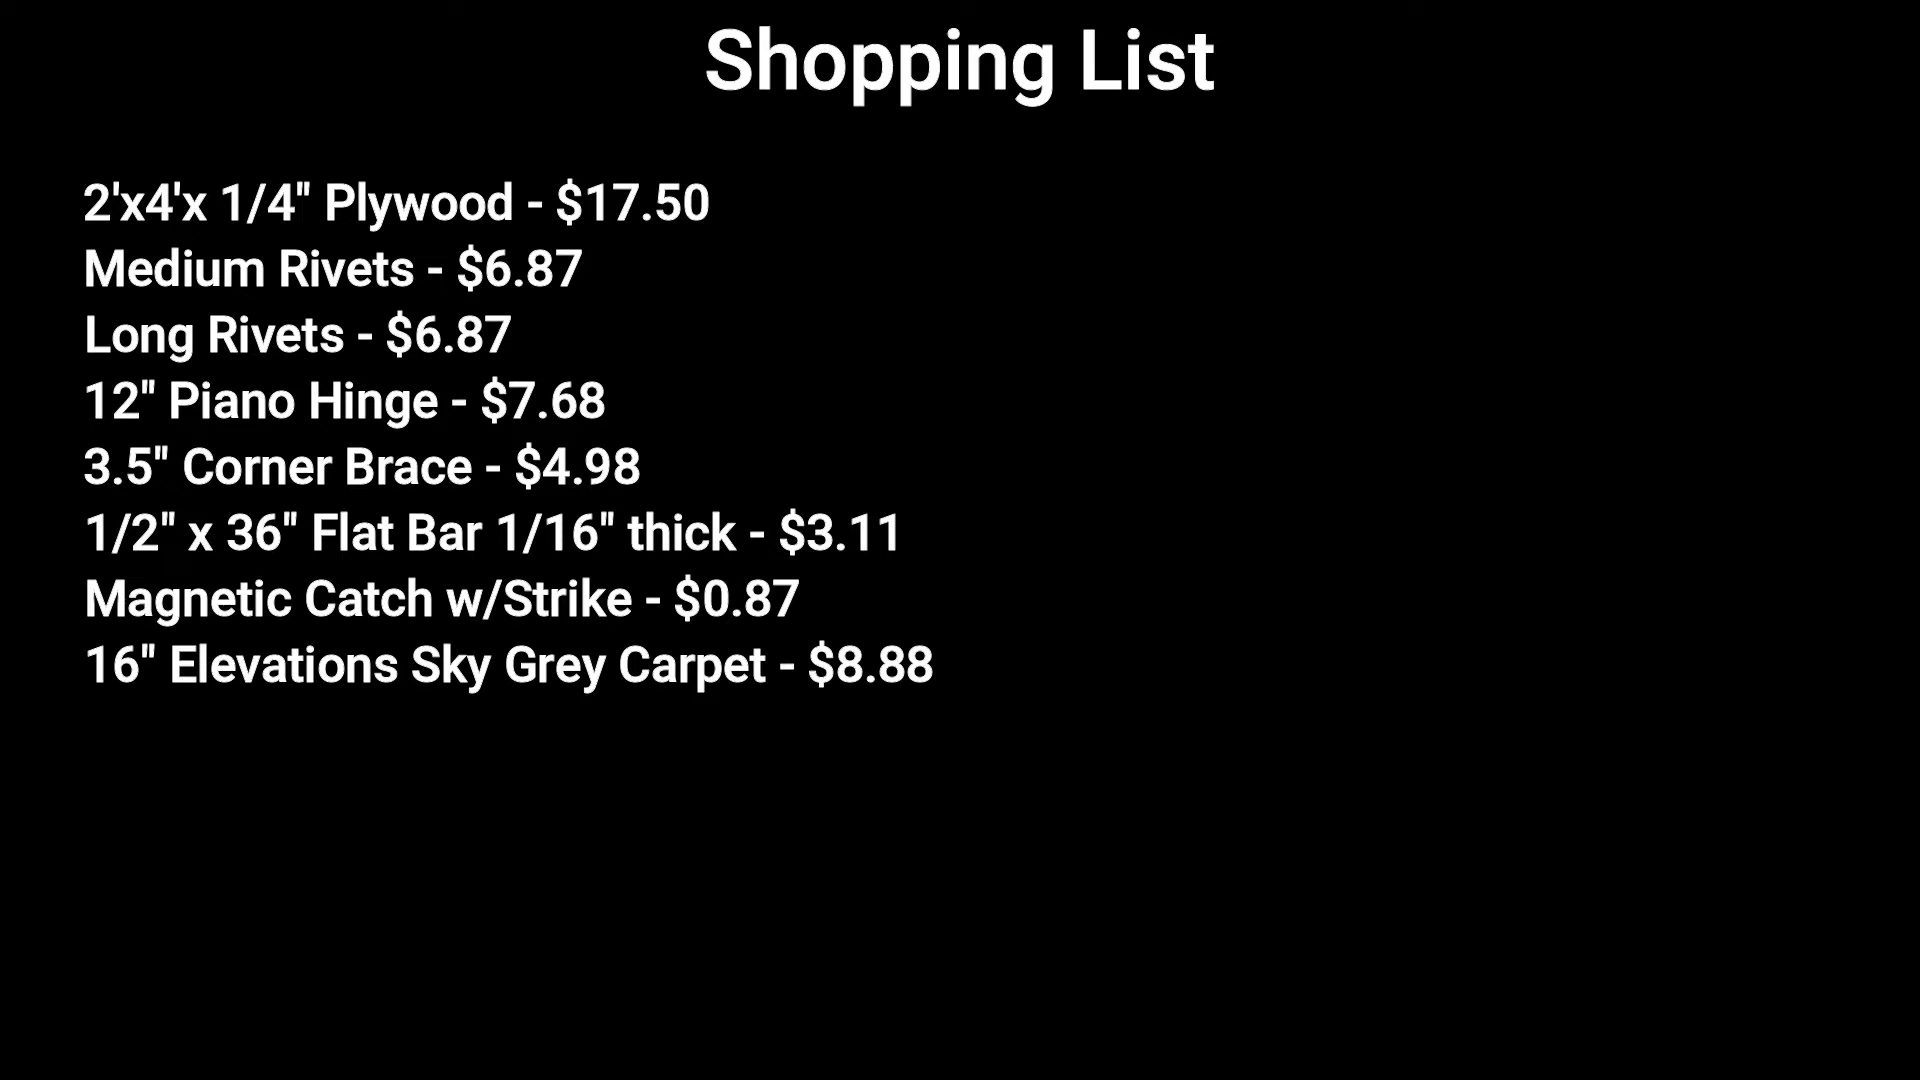 Shopping List
2'x4'x 1/4" Plywood - $17.50
Medium Rivets - $6.87
Long Rivets - $6.87
12" Piano Hinge - $7.68
3.5" Corner Brace - $4.98
1/2" x 36" Flat Bar 1/16" thick - $3.11
Magnetic Catch w/Strike - $0.87
16" Elevations Sky Grey Carpet - $8.88